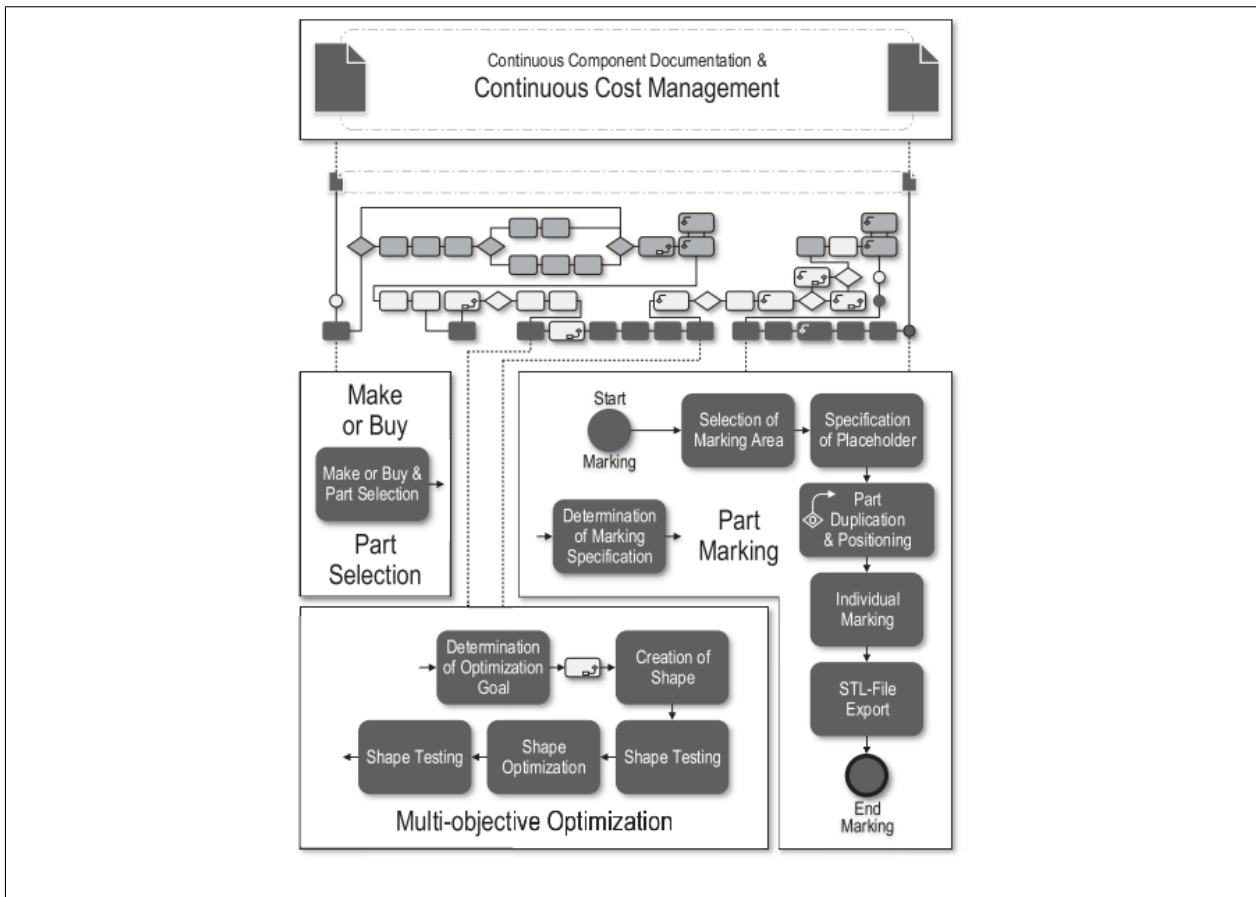 Continuous Component Documentation &
Continuous Cost Management
Make
or Buy
Make or Buy &
Part Selection
Part
Selection
Start
Marking
Selection of
Marking Area
Specification
of Placeholder
Determination
of Marking
Specification
Part
Marking
Part
Duplication
& Positioning
Individual
Marking
STL-File
Export
End
Marking
Determination
of Optimization
Goal
Creation of
Shape
Shape Testing
Shape
Optimization
Shape Testing
Multi-objective Optimization